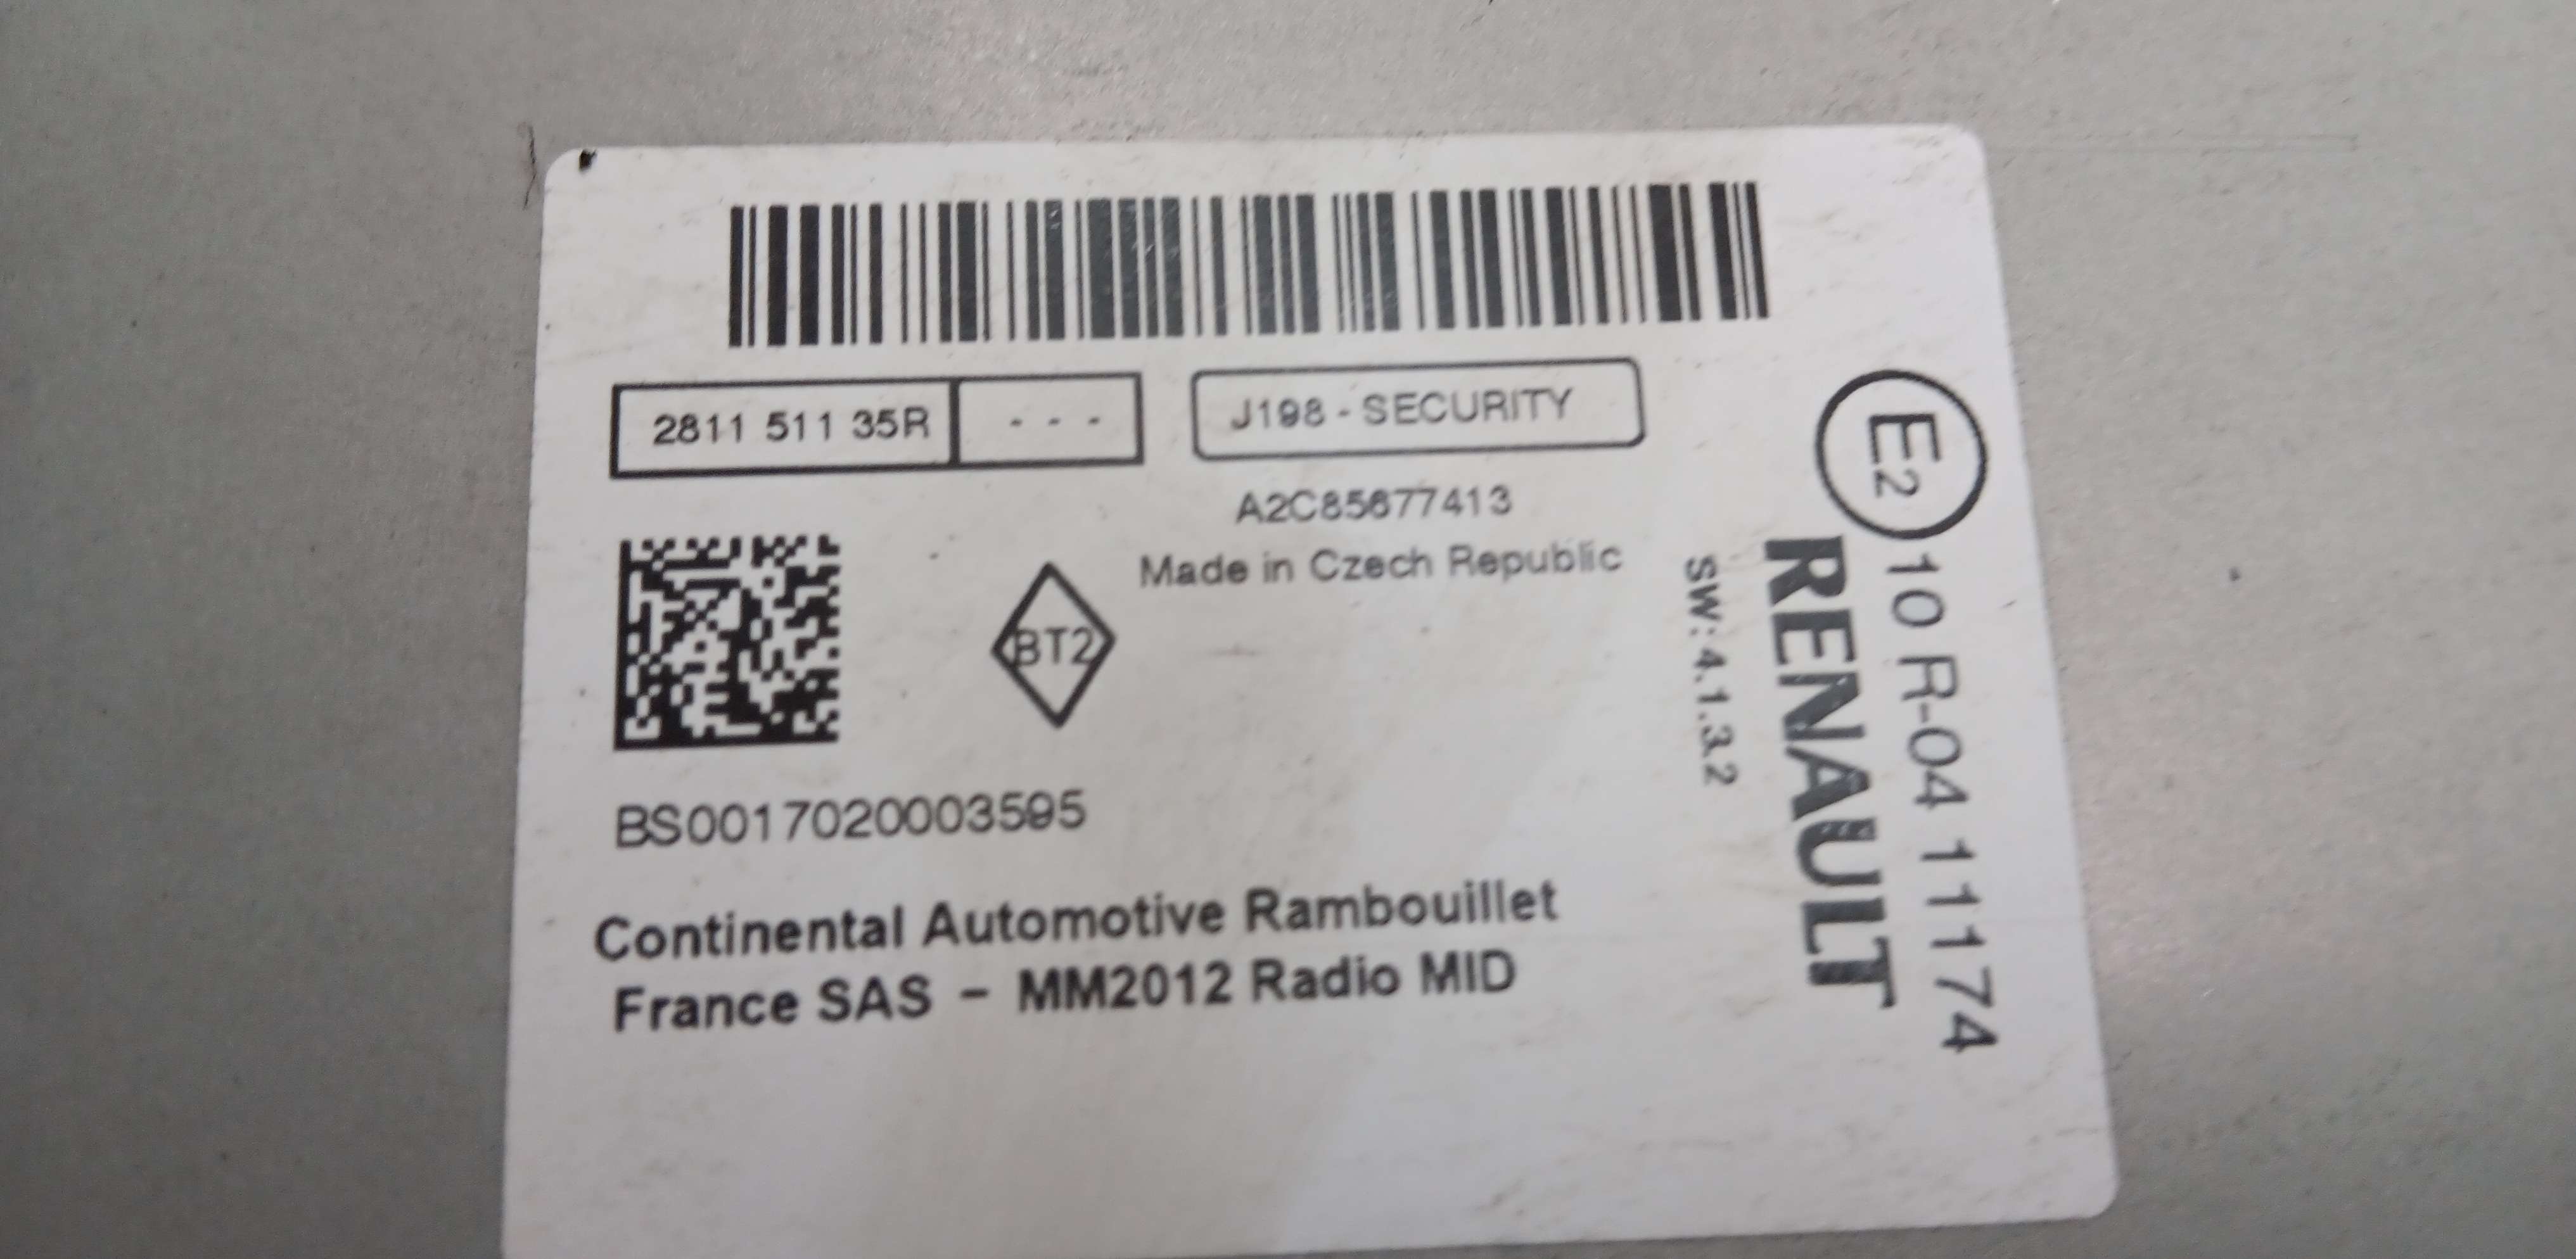 2811 511 35R
- - -
J198 - SECURITY
A2C85677413
Made in Czech Republic
BT2
BS0017020003595
Continental Automotive Rambouillet
France SAS - MM2012 Radio MID
SW:4.1.3.2
RENAULT
E2
10 R-04 11174